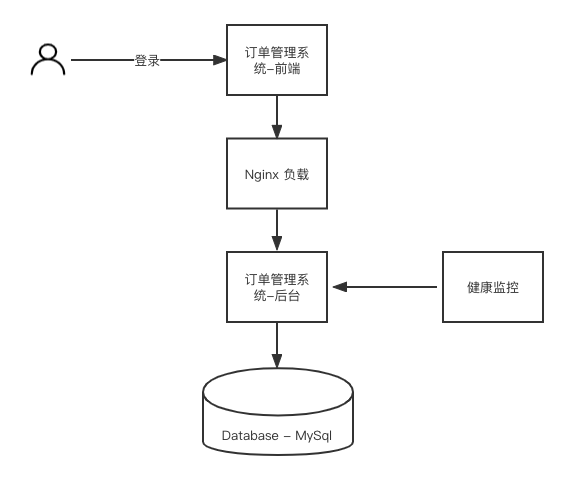 登录
订单管理系
统-前端
Nginx 负载
订单管理系
统-后台
健康监控
Database - MySql